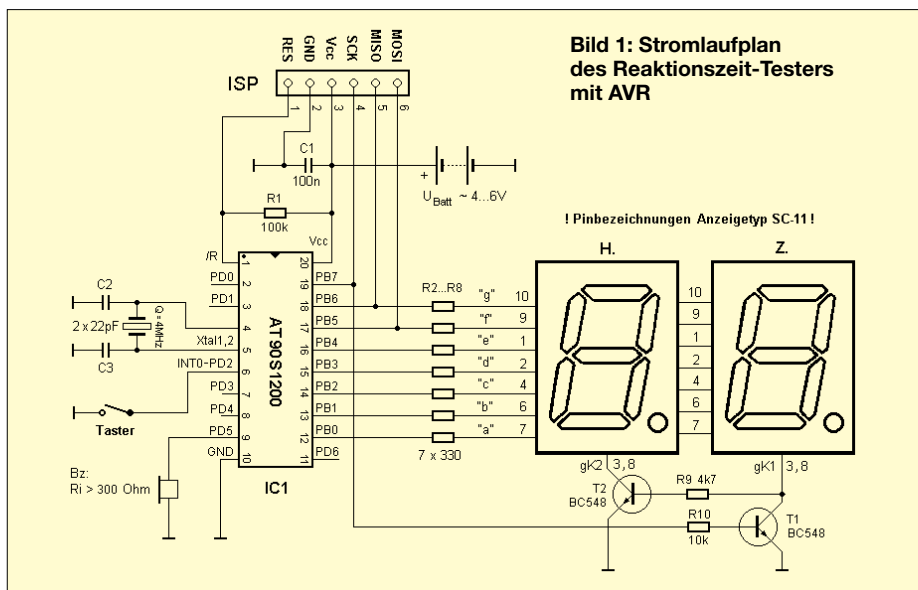 Bild 1: Stromlaufplan
des Reaktionszeit-Testers
mit AVR
RES
GND
Vcc
SCK
MISO
MOSI
ISP
1
2
3
4
5
6
C1
100n
+
U Batt ~ 4...6V
R1
100k
Vcc
! Pinbezeichnungen Anzeigetyp SC-11 !
H.
Z.
/R
1
20
PD0
2
19
PB7
PD1
3
18
PB6
R2...R8
"g"
10
10
C2
2 x 22pF
Q = 4MHz
4
17
PB5
"f"
9
9
C3
Xtal1,2
5
16
PB4
"e"
1
1
INT0-PD2
6
15
PB3
"d"
2
2
PD3
7
14
PB2
"c"
4
4
PD4
8
13
PB1
"b"
6
6
Taster
PD5
9
12
PB0
"a"
7
7
GND
10
11
PD6
7 x 330
AT90S1200
IC1
Bz:
Ri > 300 Ohm
gK2
3,8
gK1
3,8
T2
BC548
R9 4k7
R10
10k
T1
BC548